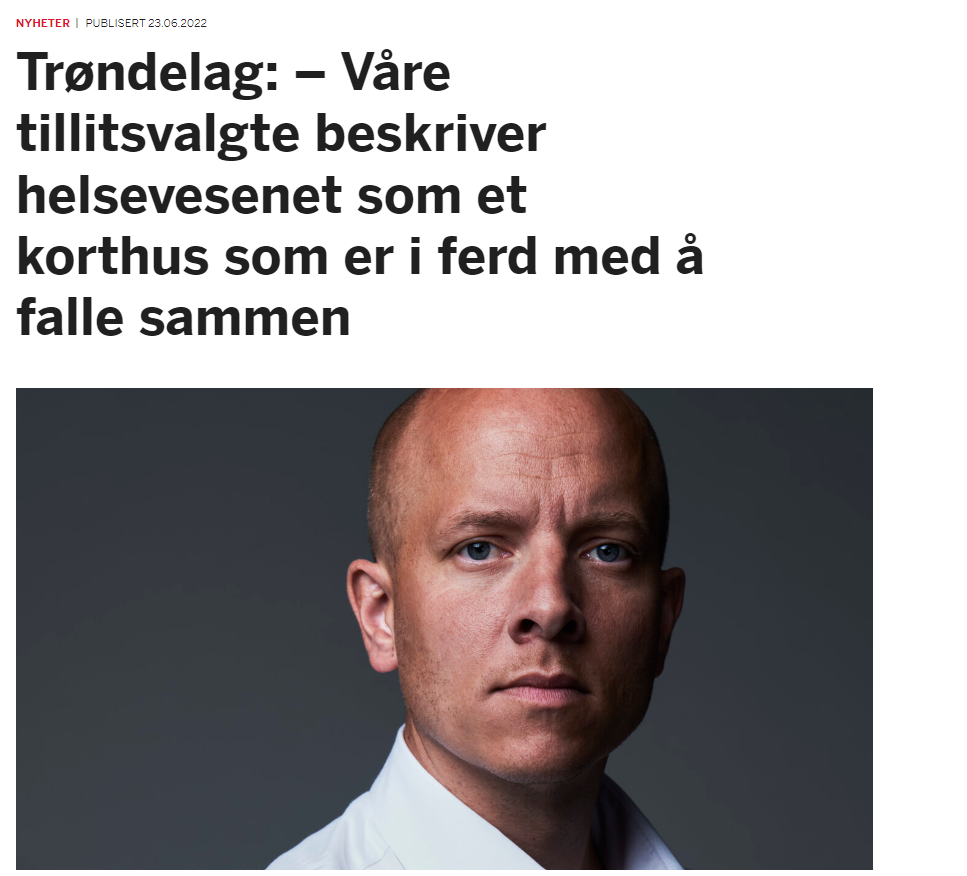 NYHETER | PUBLISERT 23.06.2022
Trøndelag: – Våre
tillitsvalgte beskriver
helsevesenet som et
korthus som er i ferd med å
falle sammen